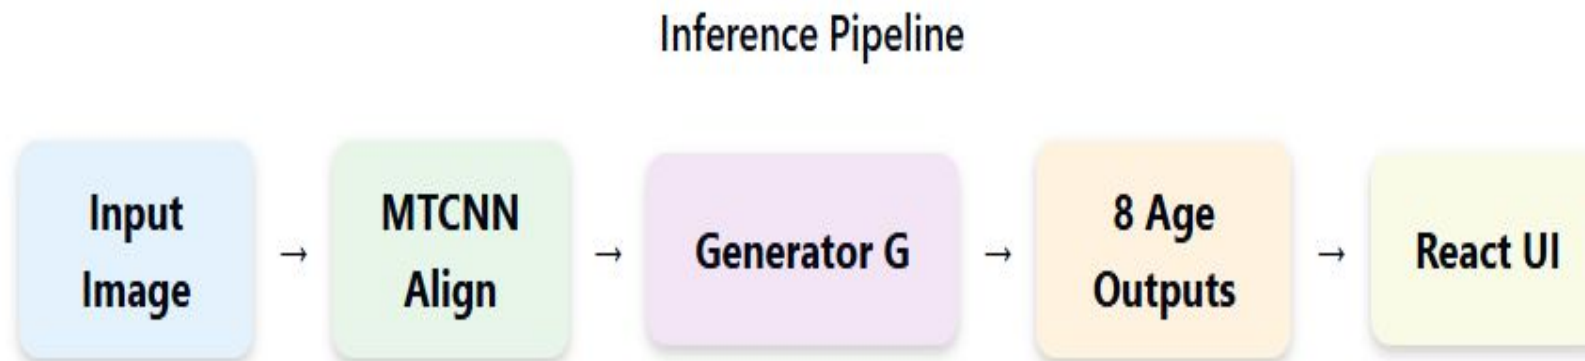 Inference Pipeline
Input
Image
→
MTCNN
Align
→
Generator G
→
8 Age
Outputs
→
React UI